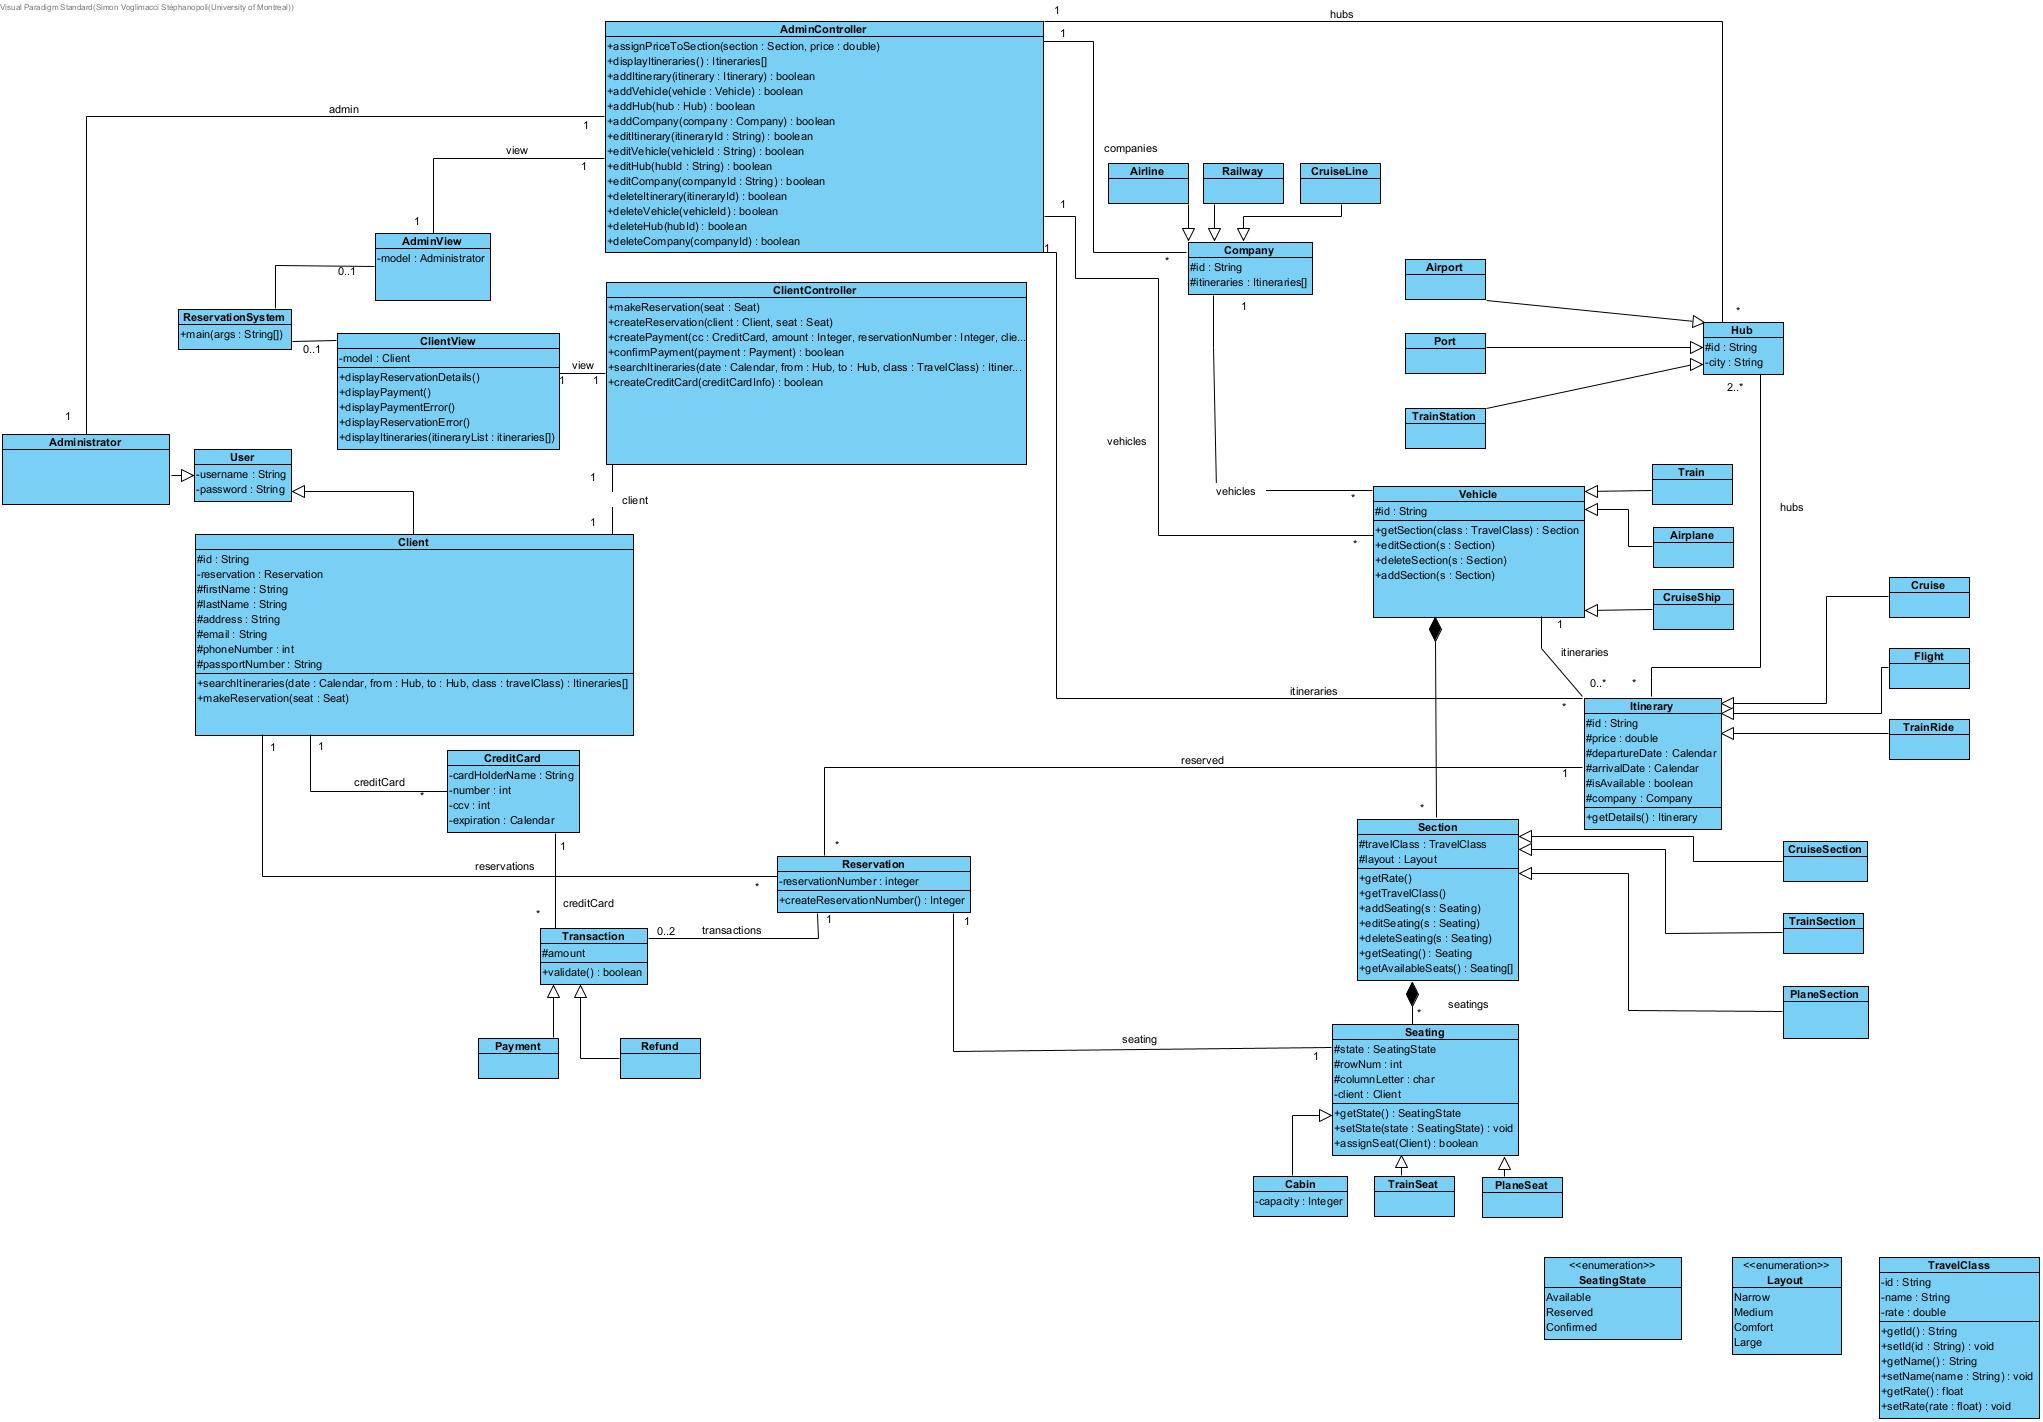 Visual Paradigm Standard(Simon Voglimacci Stéphanopoli(University of Montreal))
AdminController
+assignPriceToSection(section : Section, price : double)
+displayItineraries() : Itineraries[]
+addItinerary(itinerary : Itinerary) : boolean
+addVehicle(vehicle : Vehicle) : boolean
+addHub(hub : Hub) : boolean
+addCompany(company : Company) : boolean
+editItinerary(itineraryId : String) : boolean
+editVehicle(vehicleId : String) : boolean
+editHub(hubId : String) : boolean
+editCompany(companyId : String) : boolean
+deleteItinerary(itineraryId) : boolean
+deleteVehicle(vehicleId) : boolean
+deleteHub(hubId) : boolean
+deleteCompany(companyId) : boolean
1
hubs
1
admin
1
view
1
companies
1
1
1
Airline
Railway
CruiseLine
Company
#id : String
#itineraries : Itineraries[]
*
1
AdminView
-model : Administrator
0..1
ReservationSystem
+main(args : String[])
0..1
ClientView
-model : Client
+displayReservationDetails()
+displayPayment()
+displayPaymentError()
+displayReservationError()
+displayItineraries(itineraryList : itineraries[])
view
1
1
ClientController
+makeReservation(seat : Seat)
+createReservation(client : Client, seat : Seat)
+createPayment(cc : CreditCard, amount : Integer, reservationNumber : Integer, clie...
+confirmPayment(payment : Payment) : boolean
+searchItineraries(date : Calendar, from : Hub, to : Hub, class : TravelClass) : Itiner...
+createCreditCard(creditCardInfo) : boolean
Airport
Port
TrainStation
*
Hub
#id : String
-city : String
2..*
hubs
1
Administrator
User
-username : String
-password : String
1
client
1
vehicles
vehicles
*
*
Vehicle
#id : String
+getSection(class : TravelClass) : Section
+editSection(s : Section)
+deleteSection(s : Section)
+addSection(s : Section)
Train
Airplane
CruiseShip
1
itineraries
0..*
*
Cruise
Flight
TrainRide
Client
#id : String
-reservation : Reservation
#firstName : String
#lastName : String
#address : String
#email : String
#phoneNumber : int
#passportNumber : String
+searchItineraries(date : Calendar, from : Hub, to : Hub, class : travelClass) : Itineraries[]
+makeReservation(seat : Seat)
1
1
itineraries
*
Itinerary
#id : String
#price : double
#departureDate : Calendar
#arrivalDate : Calendar
#isAvailable : boolean
#company : Company
+getDetails() : Itinerary
reserved
1
*
creditCard
*
CreditCard
-cardHolderName : String
-number : int
-ccv : int
-expiration : Calendar
1
reservations
*
Reservation
-reservationNumber : integer
+createReservationNumber() : Integer
1
1
creditCard
*
0..2
transactions
Transaction
#amount
+validate() : boolean
Payment
Refund
*
Section
#travelClass : TravelClass
#layout : Layout
+getRate()
+getTravelClass()
+addSeating(s : Seating)
+editSeating(s : Seating)
+deleteSeating(s : Seating)
+getSeating() : Seating
+getAvailableSeats() : Seating[]
CruiseSection
TrainSection
PlaneSection
seatings
*
seating
1
Seating
#state : SeatingState
#rowNum : int
#columnLetter : char
-client : Client
+getState() : SeatingState
+setState(state : SeatingState) : void
+assignSeat(Client) : boolean
Cabin
-capacity : Integer
TrainSeat
PlaneSeat
<<enumeration>>
SeatingState
Available
Reserved
Confirmed
<<enumeration>>
Layout
Narrow
Medium
Comfort
Large
TravelClass
-id : String
-name : String
-rate : double
+getId() : String
+setId(id : String) : void
+getName() : String
+setName(name : String) : void
+getRate() : float
+setRate(rate : float) : void